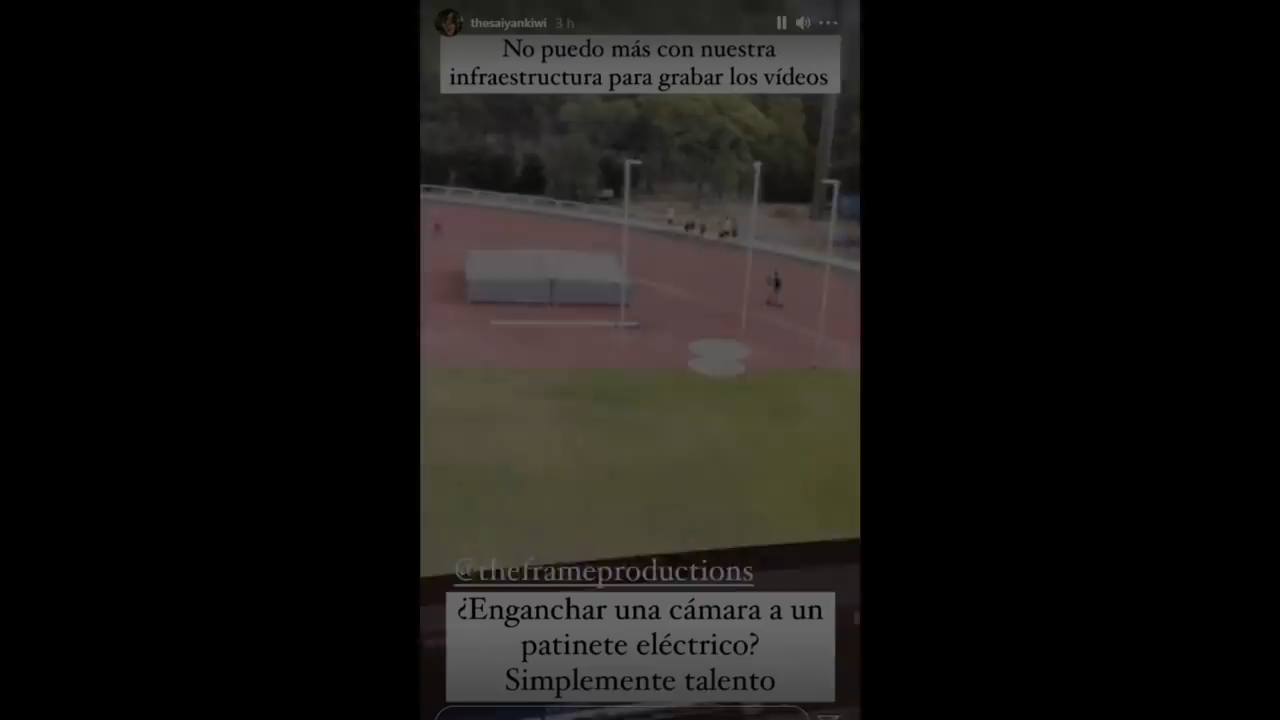 thesaiyankiwi 3 h
No puedo más con nuestra
infraestructura para grabar los vídeos
@theframeproductions
¿Enganchar una cámara a un
patinete eléctrico?
Simplemente talento